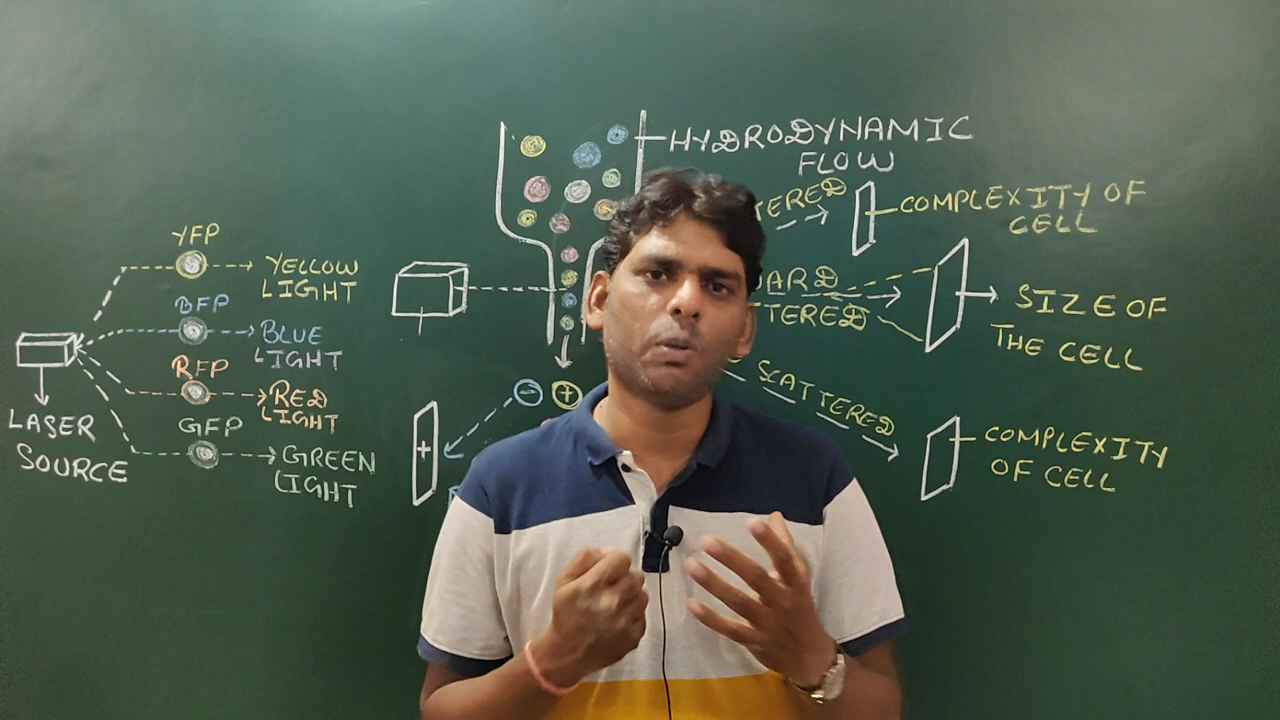 YFP
YELLOW
LIGHT
BFP
BLUE
LIGHT
RFP
RED
LIGHT
GFP
GREEN
LIGHT
LASER
SOURCE
HYDRODYNAMIC
FLOW
COMPLEXITY OF
CELL
SIZE OF
THE CELL
SCATTERED
COMPLEXITY
OF CELL
-
+
+